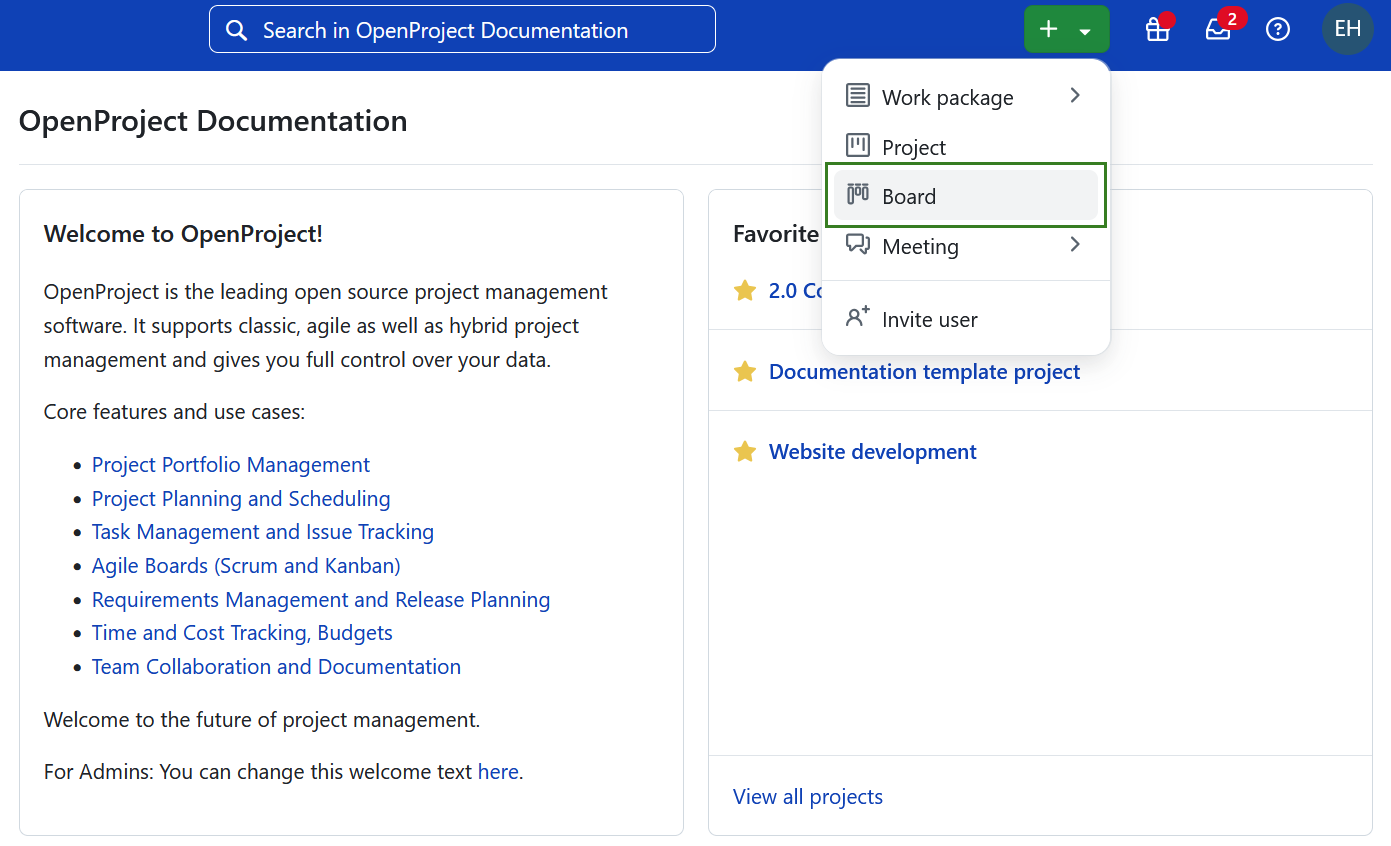 Search in OpenProject Documentation
2
EH
OpenProject Documentation
Work package
Project
Board
Meeting
Invite user
Welcome to OpenProject!
OpenProject is the leading open source project management
software. It supports classic, agile as well as hybrid project
management and gives you full control over your data.
Core features and use cases:
Project Portfolio Management
Project Planning and Scheduling
Task Management and Issue Tracking
Agile Boards (Scrum and Kanban)
Requirements Management and Release Planning
Time and Cost Tracking, Budgets
Team Collaboration and Documentation
Welcome to the future of project management.
For Admins: You can change this welcome text here.
Favorite
2.0 Co
Documentation template project
Website development
View all projects